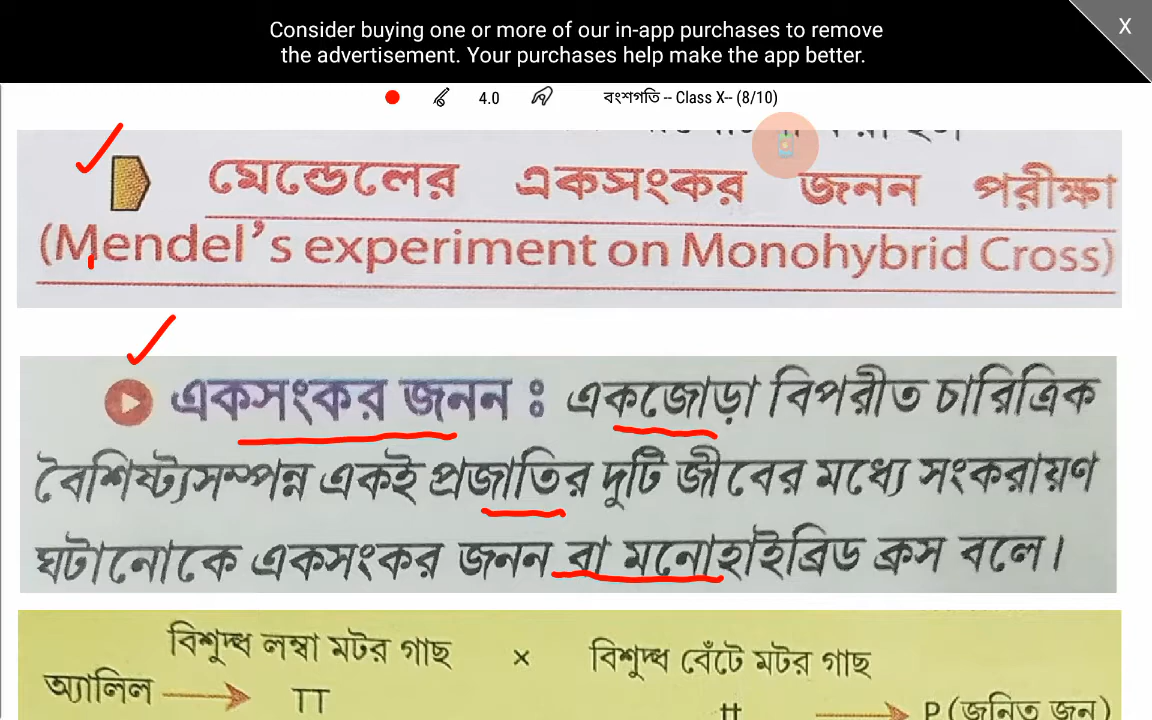 Consider buying one or more of our in-app purchases to remove
the advertisement. Your purchases help make the app better.
X
4.0 বংশগতি -- Class X-- (8/10)
মেন্ডেলের একসংকর জনন পরীক্ষা
(Mendel's experiment on Monohybrid Cross)
একসংকর জনন : একজোড়া বিপরীত চারিত্রিক
বৈশিষ্ট্যসম্পন্ন একই প্রজাতির দুটি জীবের মধ্যে সংকরায়ণ
ঘটানোকে একসংকর জনন বা মনোহাইব্রিড ক্রস বলে।
বিশুদ্ধ লম্বা মটর গাছ × বিশুদ্ধ বেঁটে মটর গাছ
অ্যালিল TT tt P (জনিতৃ জনু)